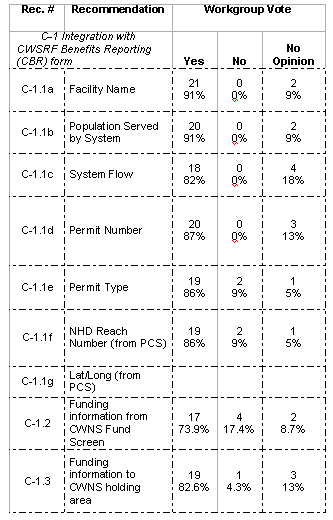 Rec. # Recommendation Workgroup Vote
C-1 Integration with
CWSRF Benefits Reporting
(CBR) form
Yes No No
Opinion
C-1.1a Facility Name 21 0 2
91% 0% 9%
C-1.1b Population Served
by System 20 0 2
91% 0% 9%
C-1.1c System Flow 18 0 4
82% 0% 18%
C-1.1d Permit Number 20 0 3
87% 0% 13%
C-1.1e Permit Type 19 2 1
86% 9% 5%
C-1.1f NHD Reach
Number (from PCS) 19 2 1
86% 9% 5%
C-1.1g Lat/Long (from
PCS)
C-1.2 Funding
information from
CWNS Fund
Screen 17 4 2
73.9% 17.4% 8.7%
C-1.3 Funding
information to
CWNS holding
area 19 1 3
82.6% 4.3% 13%